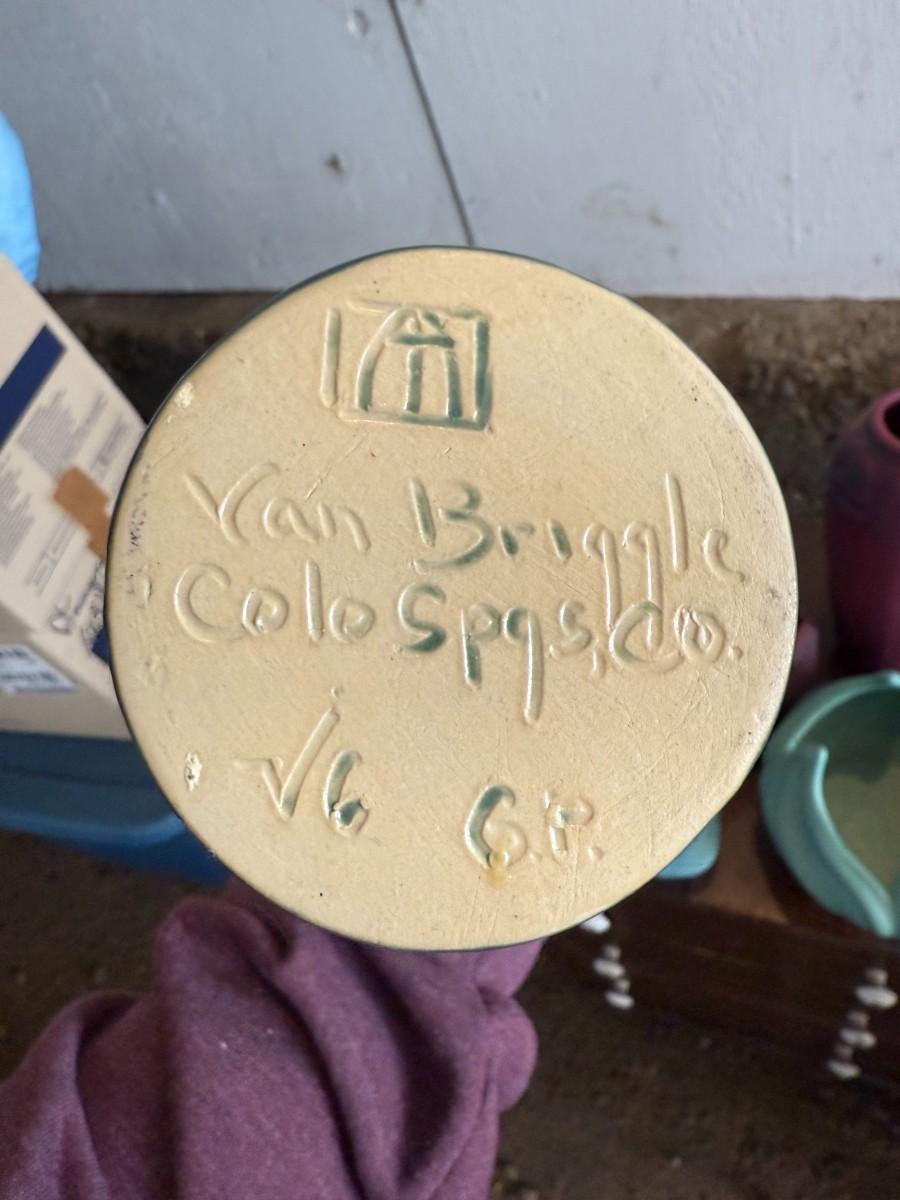 Van Briggle
Colo Spgs, Co.
V6 G.P.